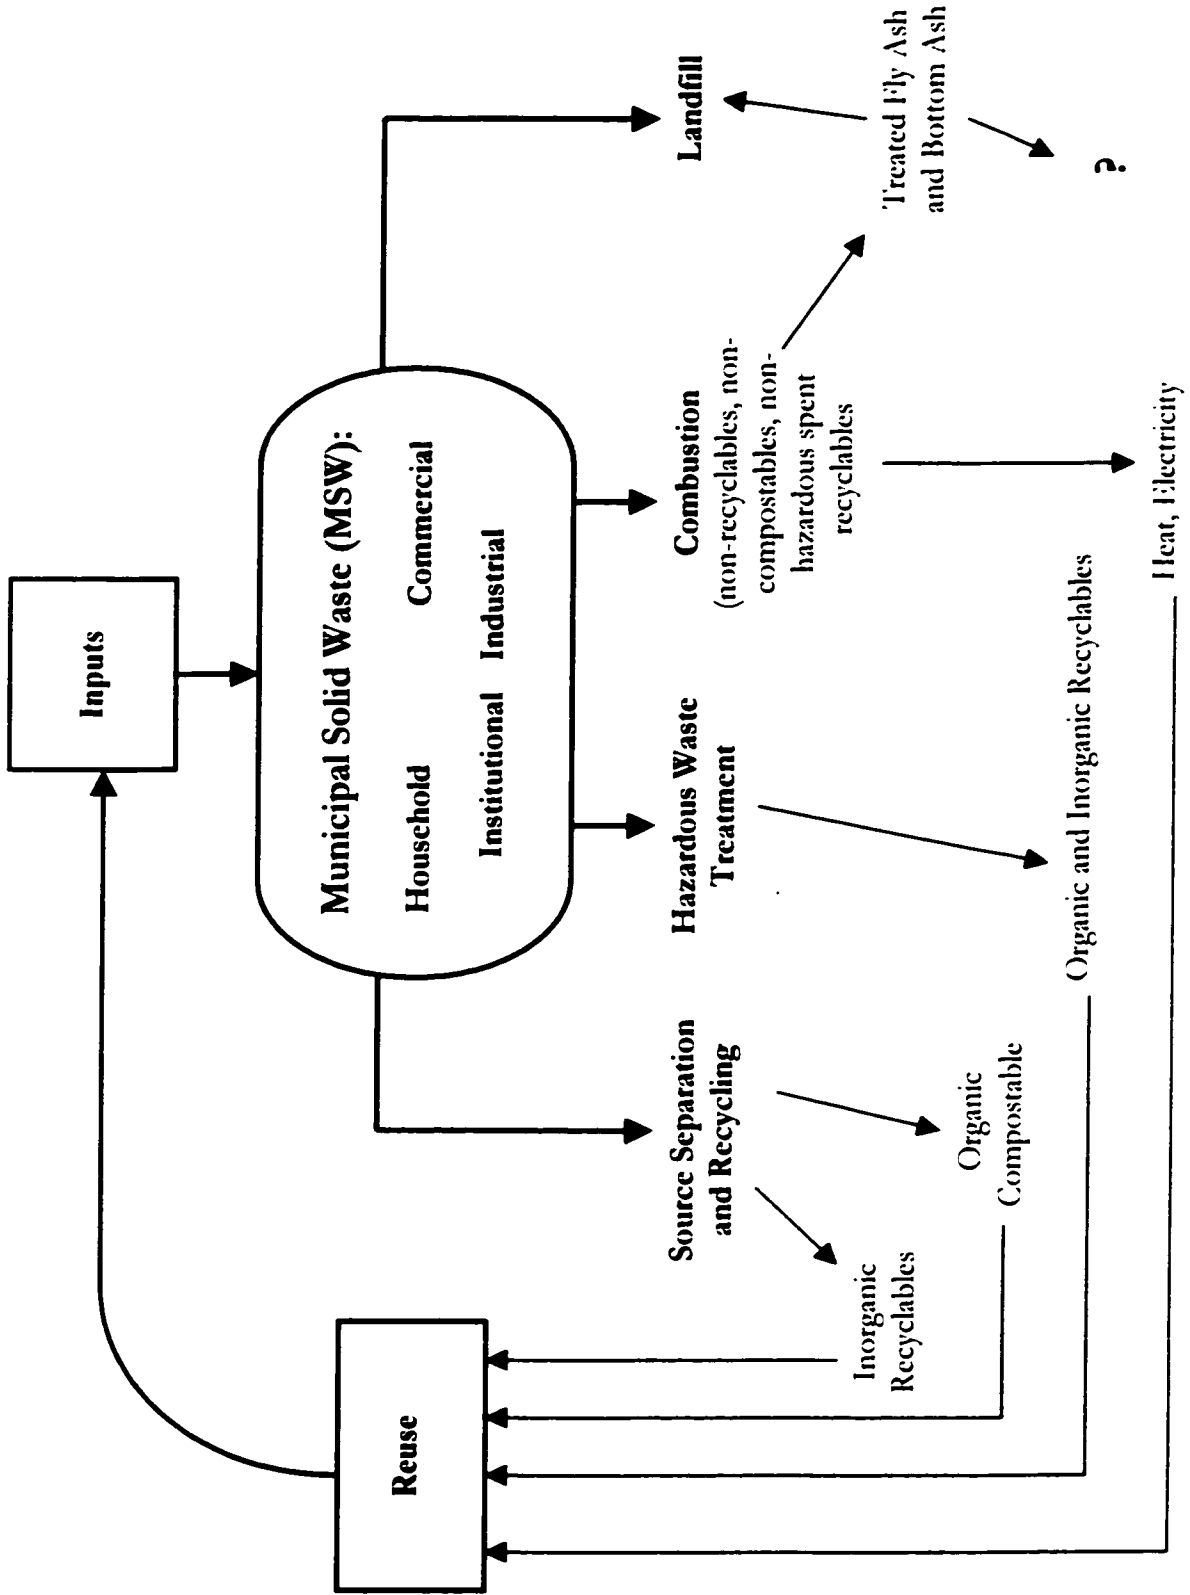 Inputs
Municipal Solid Waste (MSW):
Household Commercial
Institutional Industrial
Reuse
Source Separation
and Recycling
Hazardous Waste
Treatment
Combustion
(non-recyclables, non-
compostables, non-
hazardous spent
recyclables
Landfill
Inorganic
Recyclables
Organic
Compostable
Treated Fly Ash
and Bottom Ash
Organic and Inorganic Recyclables
?
Heat, Electricity